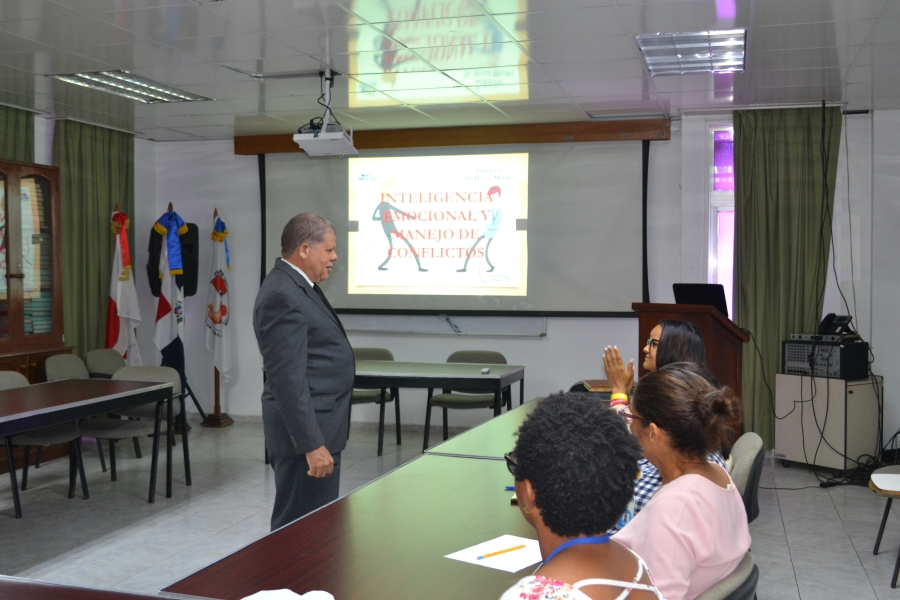 INTELIGENCIA
EMOCIONAL Y
MANEJO DE
CONFLICTOS